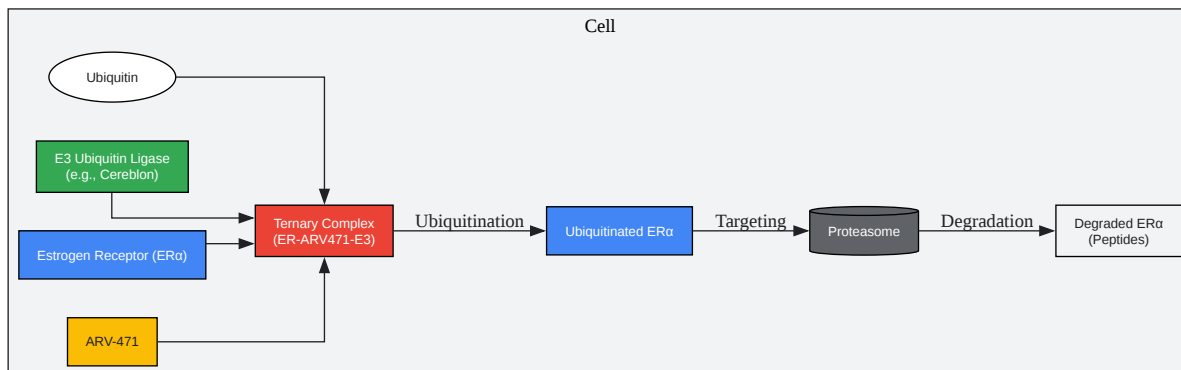 Cell
Ubiquitin
E3 Ubiquitin Ligase
(e.g., Cereblon)
Estrogen Receptor (ERα)
ARV-471
Ternary Complex
(ER-ARV471-E3)
Ubiquitination
Ubiquitinated ERα
Targeting
Proteasome
Degradation
Degraded ERα
(Peptides)